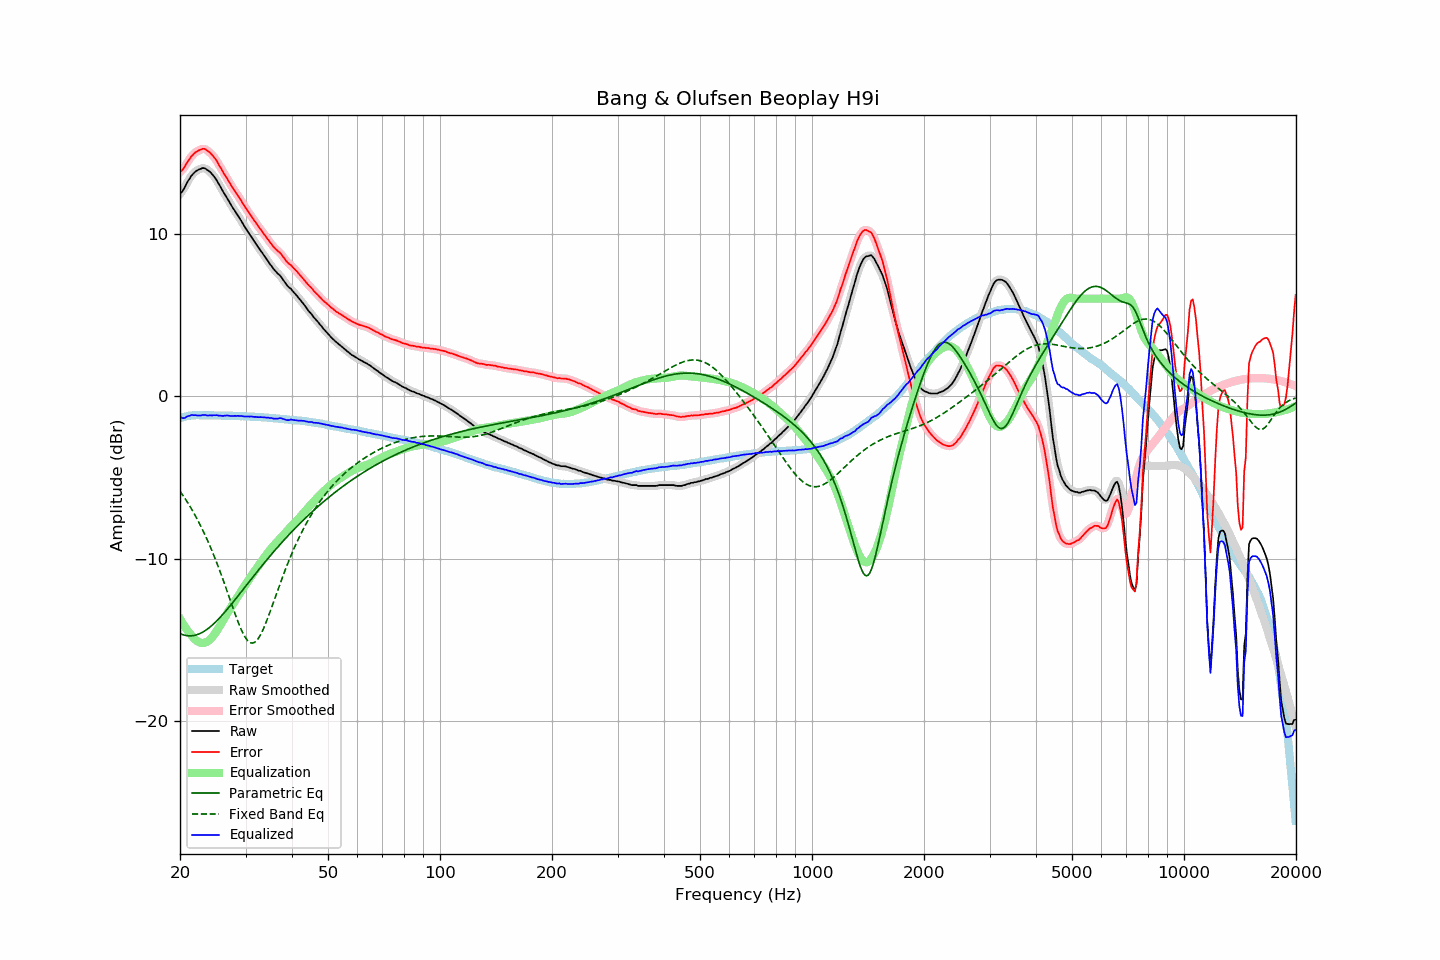 Bang & Olufsen Beoplay H9i
Amplitude (dBr)
10
0
−10
−20
Target
Raw Smoothed
Error Smoothed
Raw
Error
Equalization
Parametric Eq
Fixed Band Eq
Equalized
20 50 100 200 500 1000 2000 5000 10000 20000
Frequency (Hz)